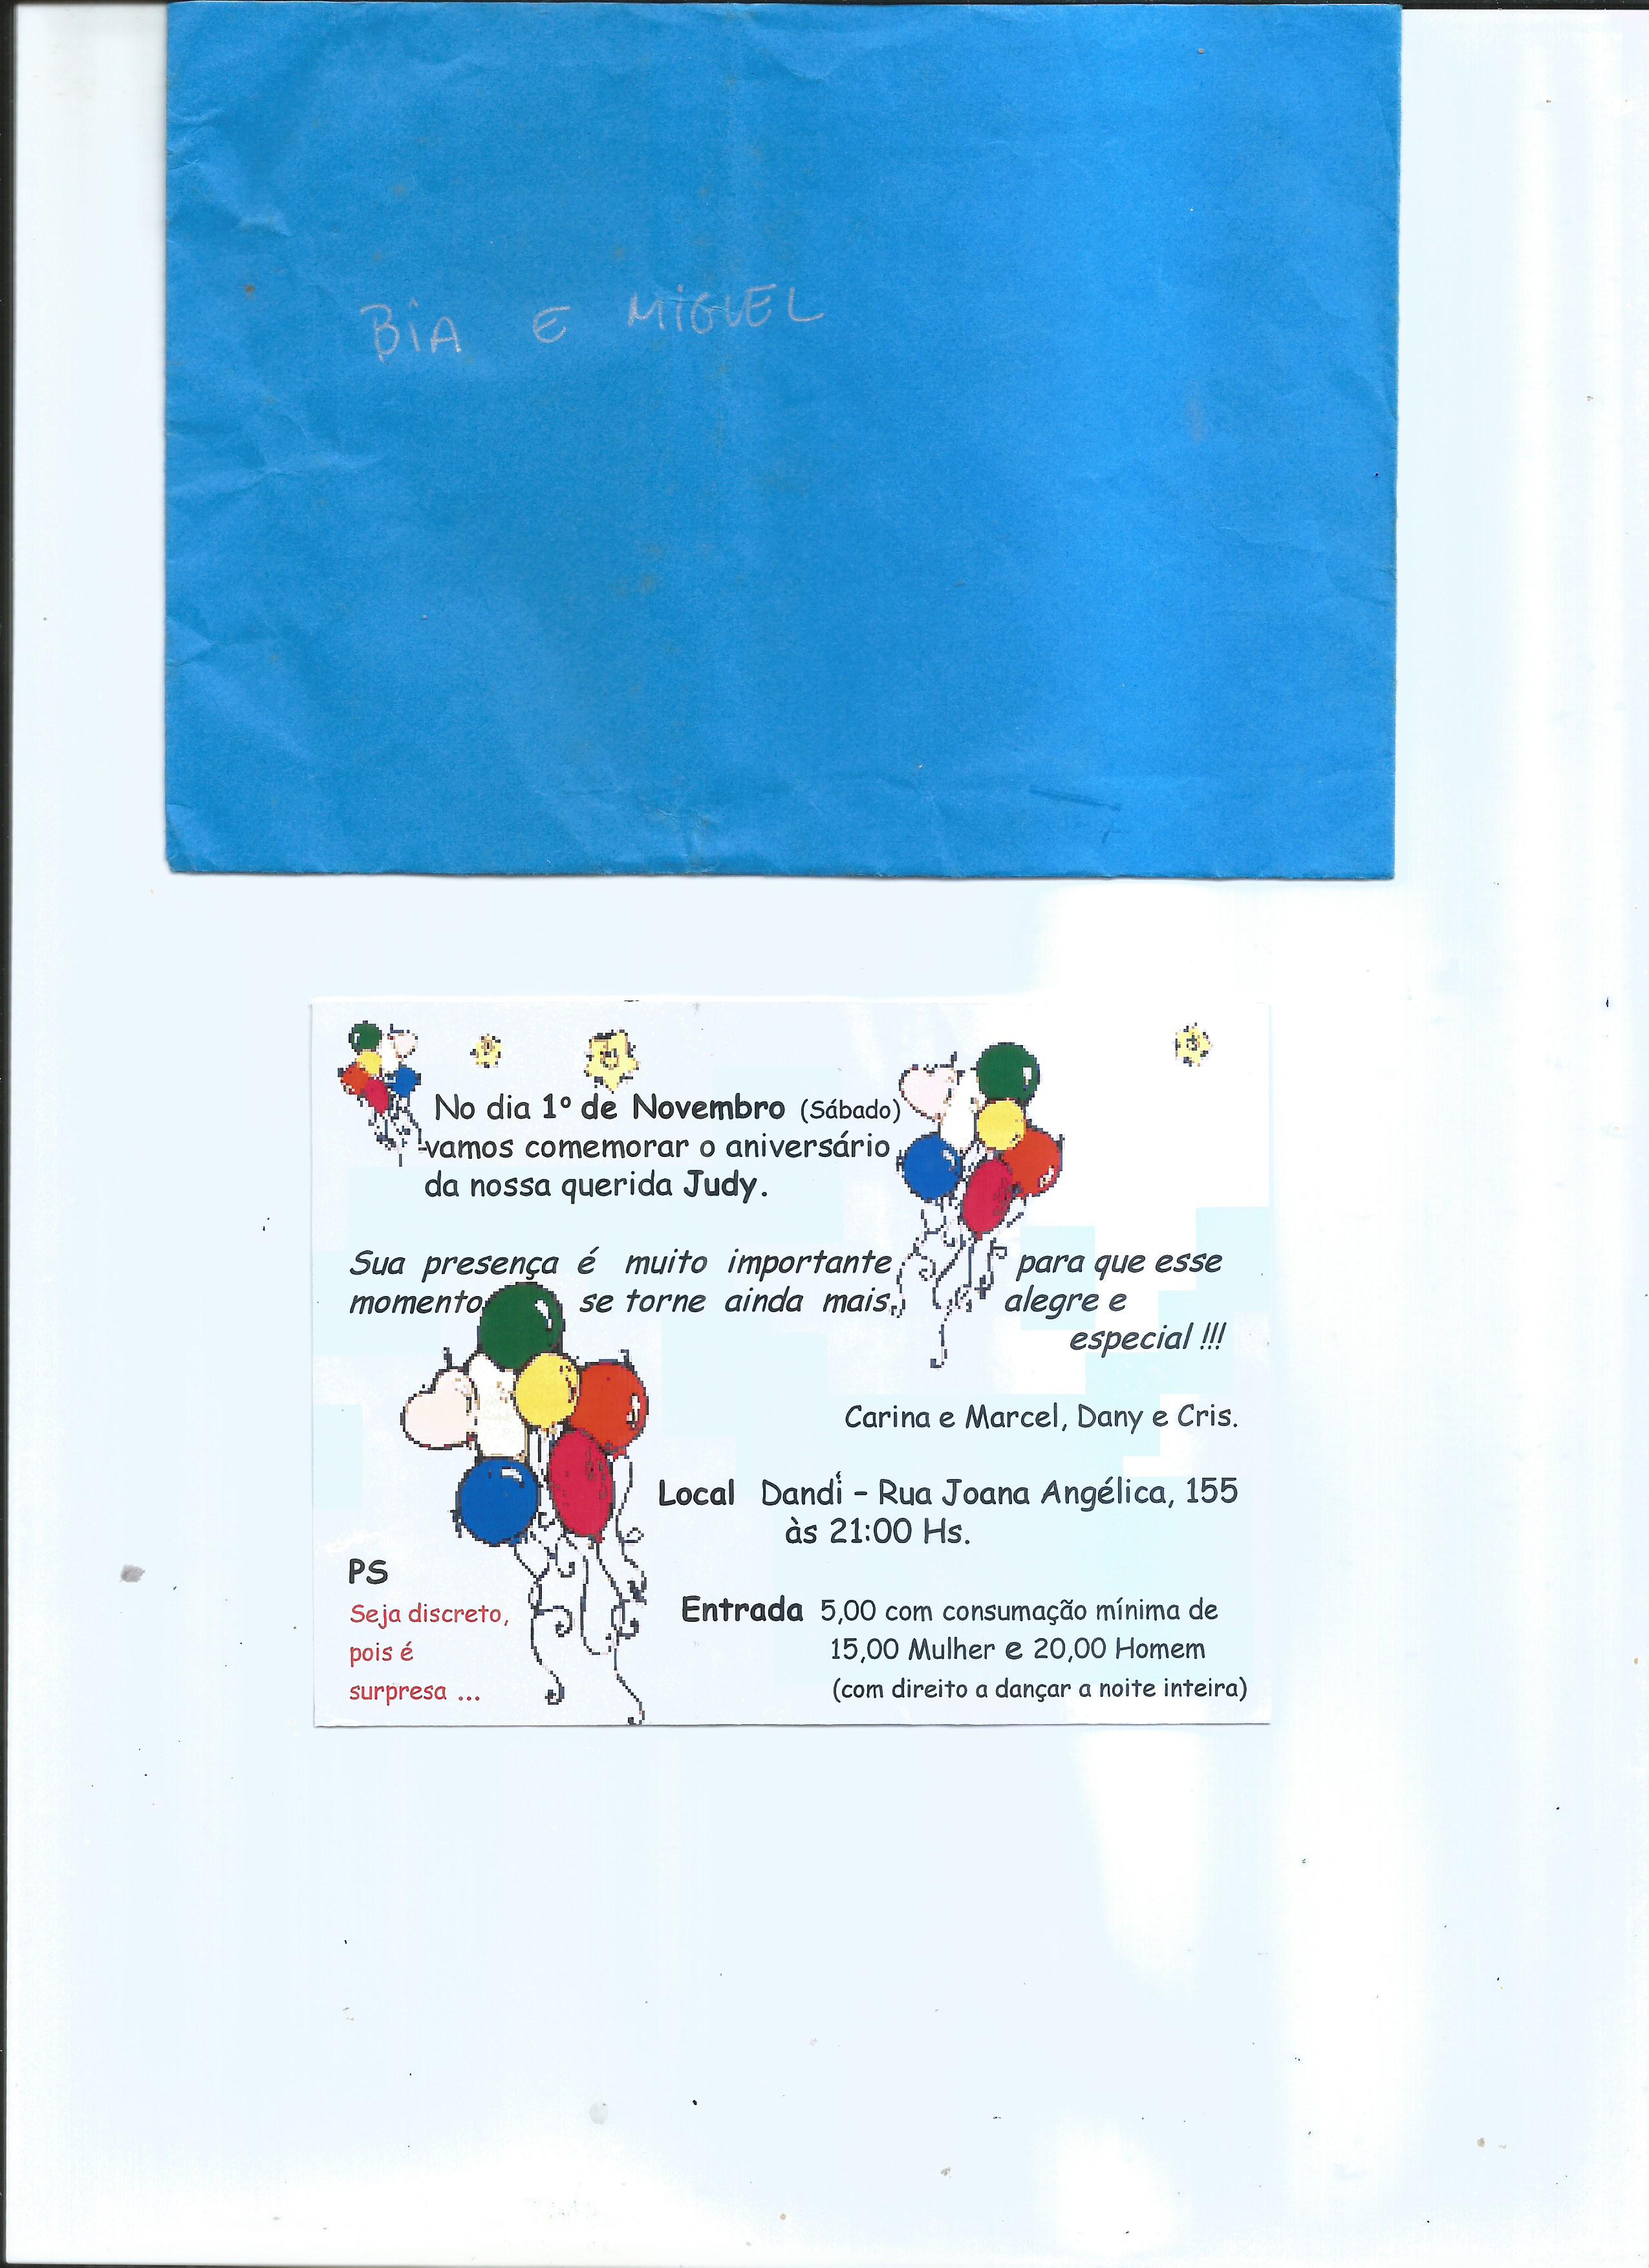 BIA E MIGUEL
No dia 1º de Novembro (Sábado)
vamos comemorar o aniversário
da nossa querida Judy.
Sua presença é muito importante para que esse
momento se torne ainda mais alegre e
especial !!!
Carina e Marcel, Dany e Cris.
Local Dandi – Rua Joana Angélica, 155
às 21:00 Hs.
PS
Seja discreto,
pois é
surpresa ...
Entrada 5,00 com consumação mínima de
15,00 Mulher e 20,00 Homem
(com direito a dançar a noite inteira)